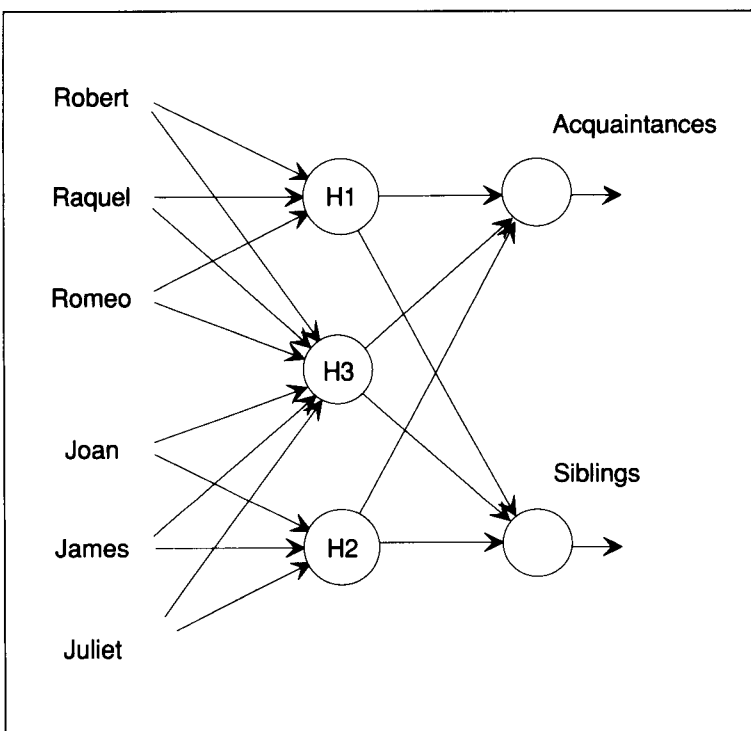 Robert
Acquaintances
Raquel
H1
Romeo
H3
Joan
Siblings
James
H2
Juliet